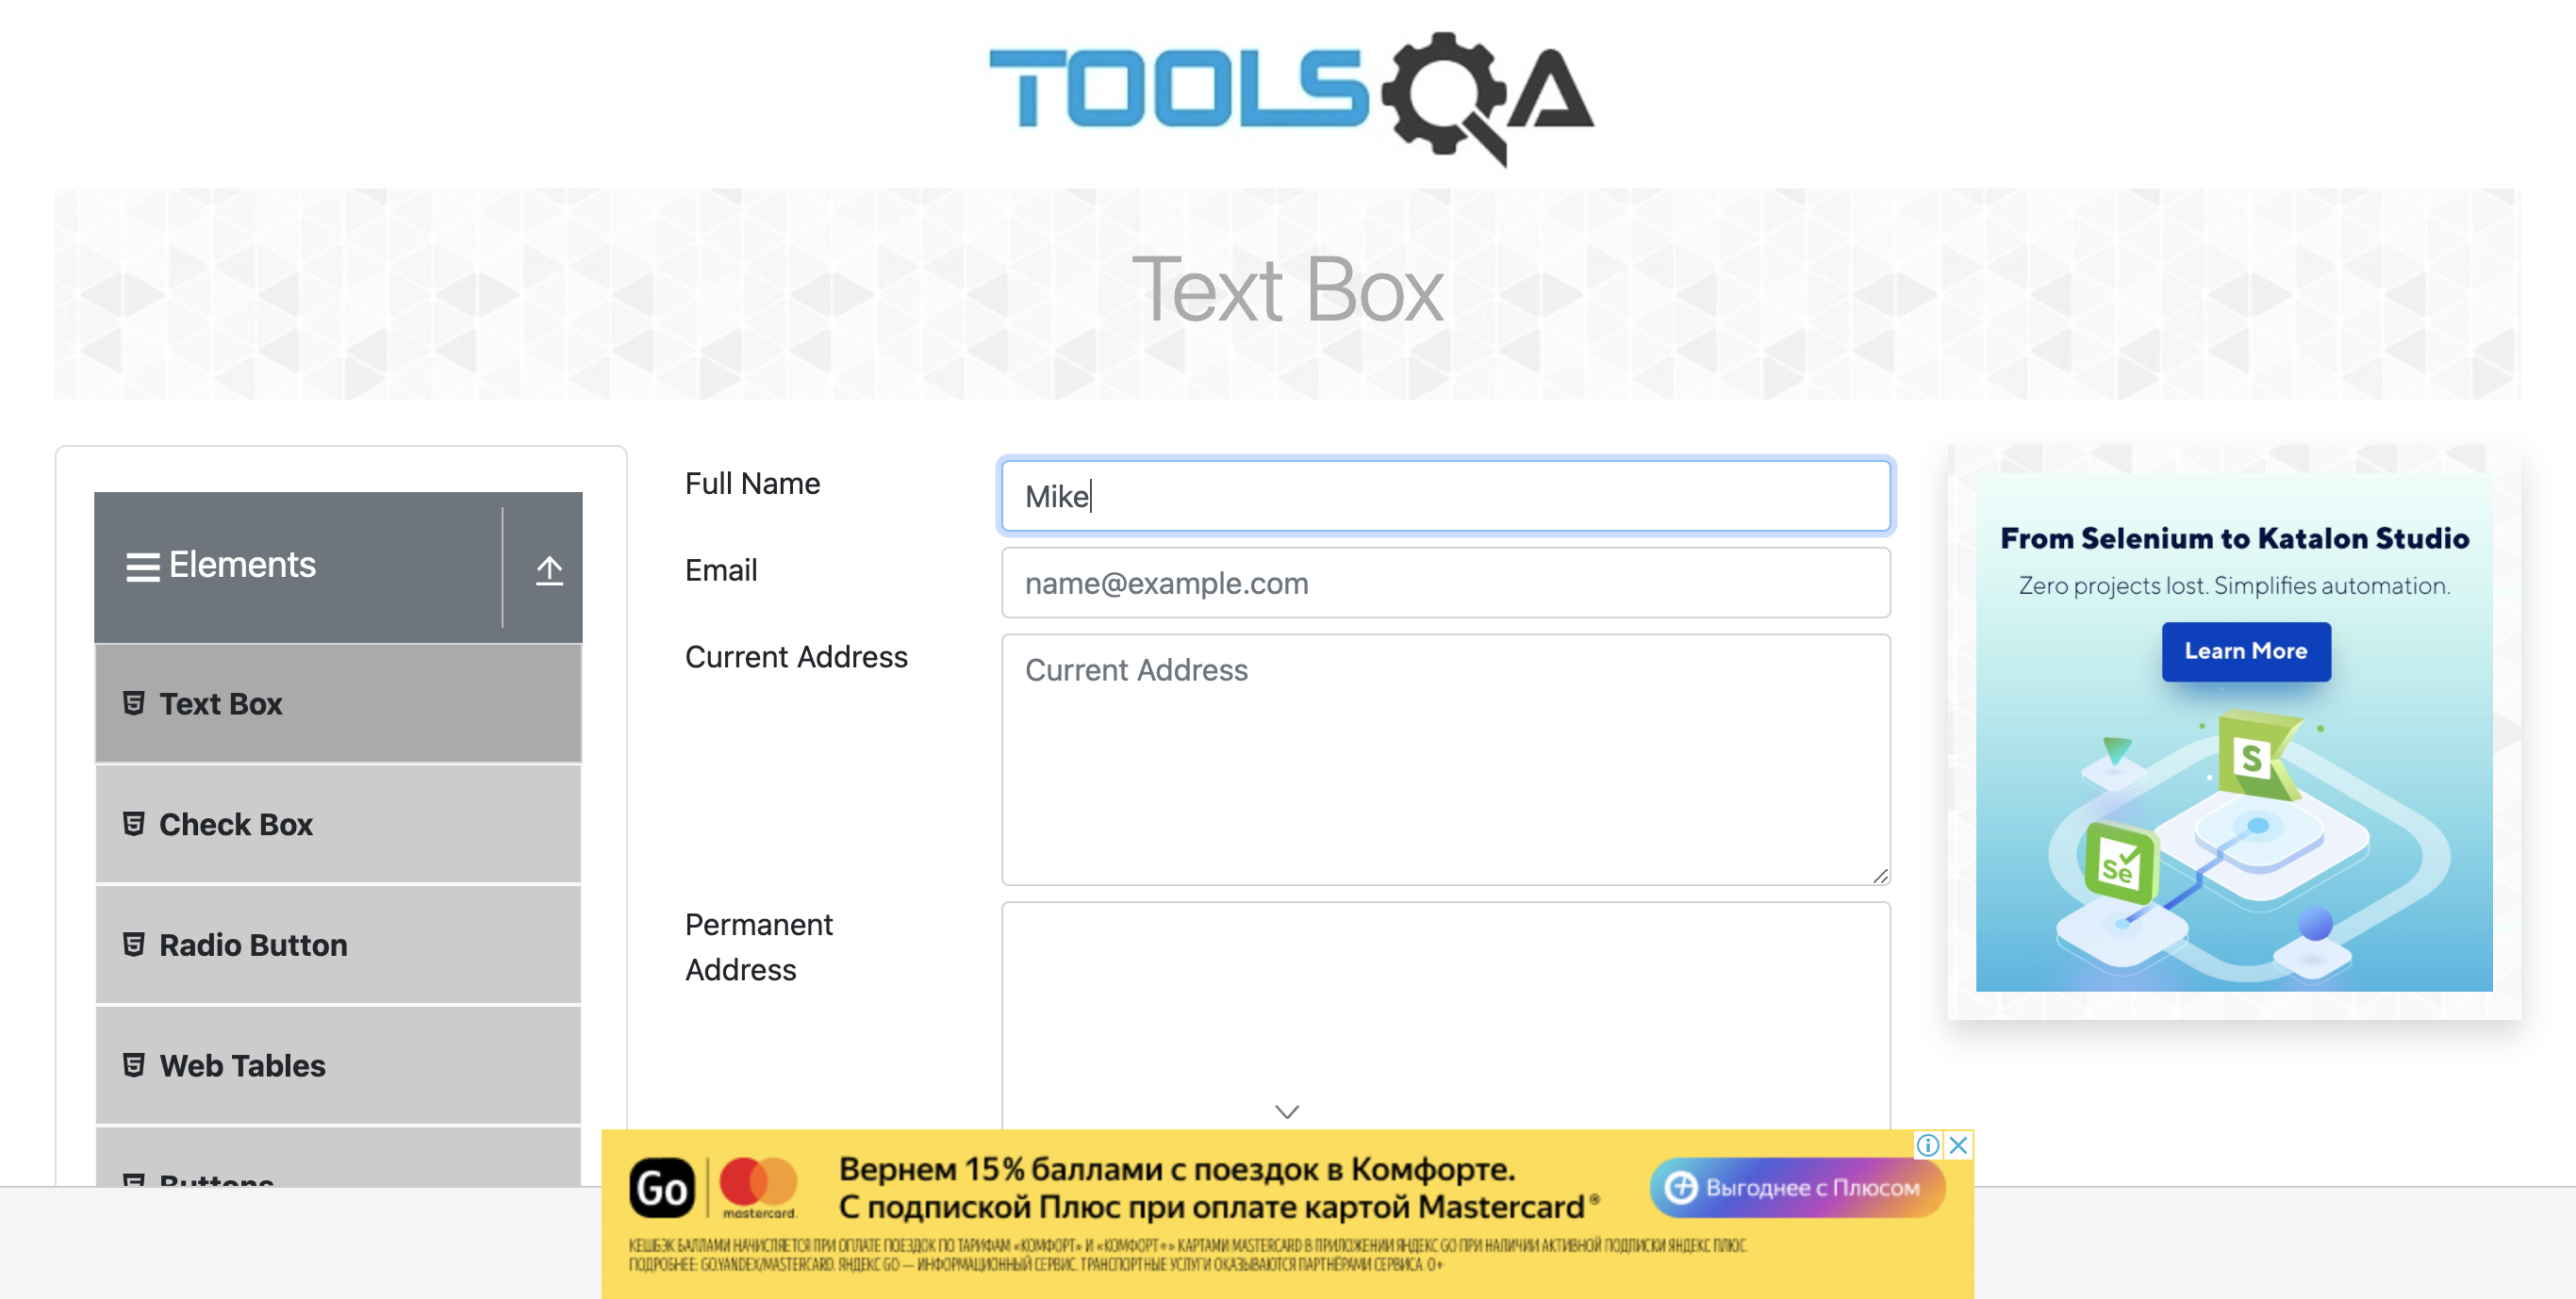 TOOLSQA
Text Box
Elements
Text Box
Check Box
Radio Button
Web Tables
Buttons
Full Name
Mike
Email
name@example.com
Current Address
Current Address
Permanent
Address
From Selenium to Katalon Studio
Zero projects lost. Simplifies automation.
Learn More
S
Se
Go
mastercard.
Вернем 15% баллами с поездок в Комфорте.
С подпиской Плюс при оплате картой Mastercard®
Выгоднее с Плюсом
КЕШБЭК БАЛЛАМИ НАЧИСЛЯЕТСЯ ПРИ ОПЛАТЕ ПОЕЗДОК ПО ТАРИФАМ «КОМФОРТ» И «КОМФОРТ+» КАРТАМИ MASTERCARD В ПРИЛОЖЕНИИ ЯНДЕКС GO ПРИ НАЛИЧИИ АКТИВНОЙ ПОДПИСКИ ЯНДЕКС ПЛЮС.
ПОДРОБНЕЕ: GO.YANDEX/MASTERCARD. ЯНДЕКС GO — ИНФОРМАЦИОННЫЙ СЕРВИС. ТРАНСПОРТНЫЕ УСЛУГИ ОКАЗЫВАЮТСЯ ПАРТНЁРАМИ СЕРВИСА. 0+